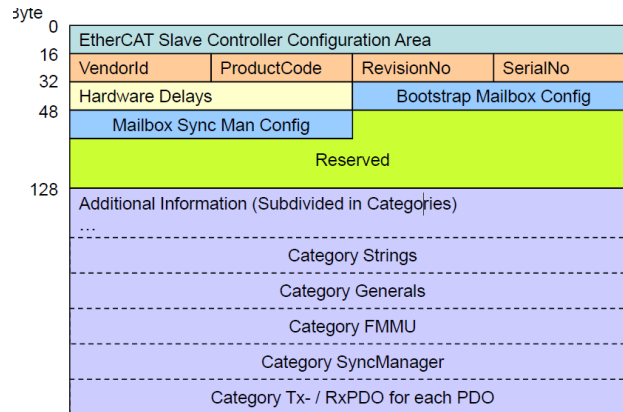 Byte 0
EtherCAT Slave Controller Configuration Area
16
VendorId ProductCode RevisionNo SerialNo
32
Hardware Delays Bootstrap Mailbox Config
48
Mailbox Sync Man Config
Reserved
128
Additional Information (Subdivided in Categories)
…
Category Strings
Category Generals
Category FMMU
Category SyncManager
Category Tx- / RxPDO for each PDO